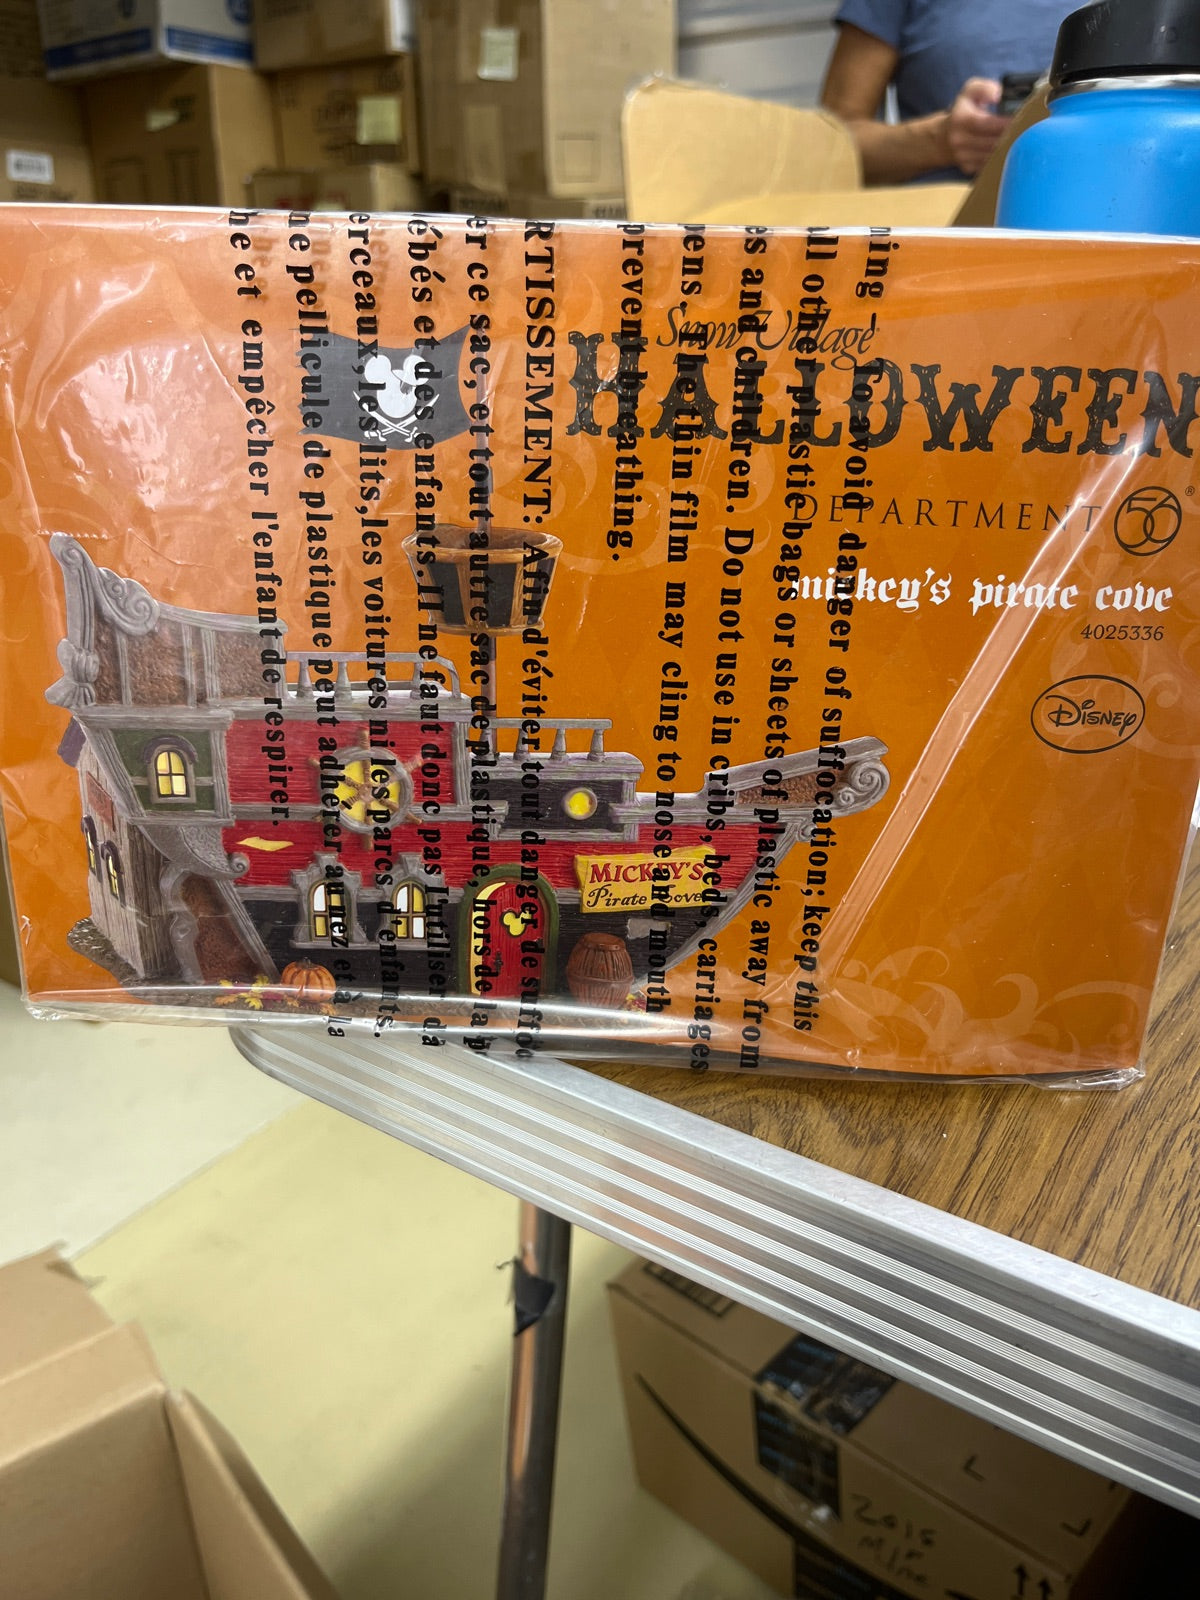 Snow Village
HALLOWEEN
DEPARTMENT 56®
mickey's pirate cove
4025336
Disney
MICKEY'S
Pirate Cove
ning – To avoid danger of suffocation; keep this
all other plastic bags or sheets of plastic away from
es and children. Do not use in cribs, beds, carriages
pens. The thin film may cling to nose and mouth
prevent breathing.
RTISSEMENT: Afin d'éviter tout danger de suffo
er ce sac, et tout autre sac de plastique, hors de la p
ébés et des enfants. Il ne faut donc pas l'utiliser da
erceaux, les lits, les voitures ni les parcs d'enfants.
ne pellicule de plastique peut adhérer au nez et à la
he et empêcher l'enfant de respirer.
2015